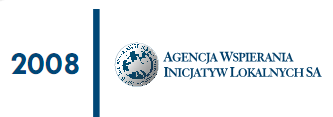 2008
AGENCJA WSPIERANIA
INICJATYW LOKALNYCH SA